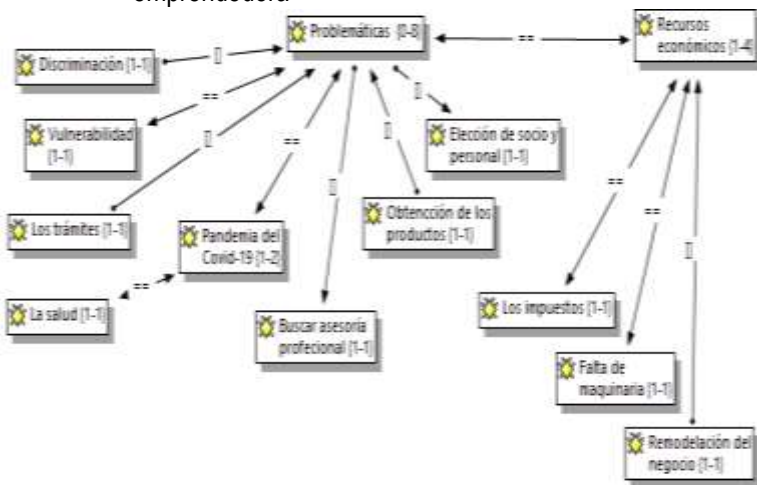 Problemáticas [0-8]
Recursos
económicos [1-4]
==
Discriminación [1-1]
[]
==
Vulnerabilidad
[1-1]
[]
==
[]
[]
[]
Elección de socio y
personal [1-1]
Los trámites [1-1]
Pandemia del
Covid-19 [1-2]
Obtencción de los
productos [1-1]
==
==
[]
La salud [1-1]
==
Buscar asesoría
profecional [1-1]
Los impuestos [1-1]
Falta de
maquinaria [1-1]
Remodelación del
negocio [1-1]